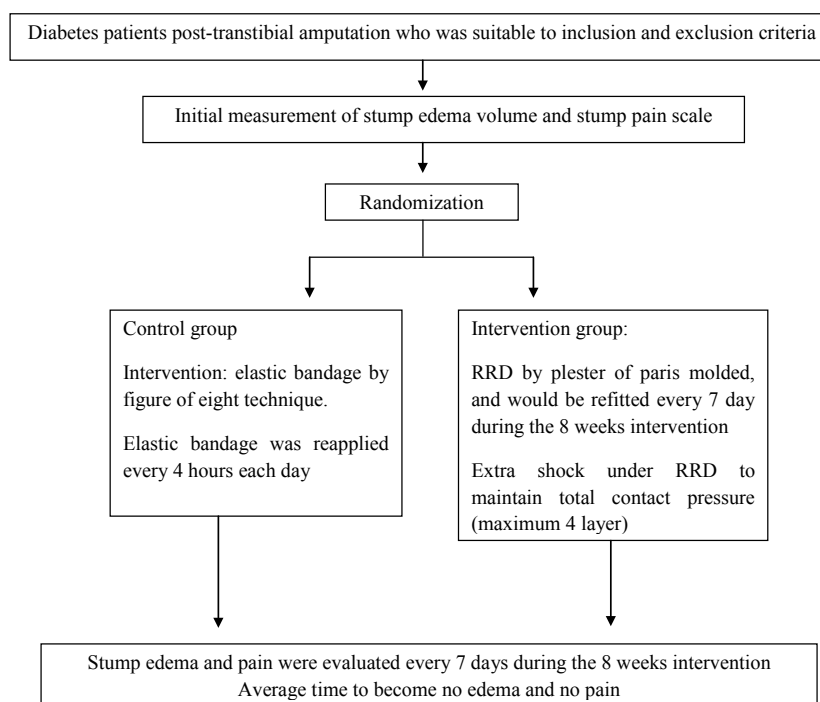 Diabetes patients post-transtibial amputation who was suitable to inclusion and exclusion criteria
Initial measurement of stump edema volume and stump pain scale
Randomization
Control group
Intervention: elastic bandage by
figure of eight technique.
Elastic bandage was reapplied
every 4 hours each day
Intervention group:
RRD by plester of paris molded,
and would be refitted every 7 day
during the 8 weeks intervention
Extra shock under RRD to
maintain total contact pressure
(maximum 4 layer)
Stump edema and pain were evaluated every 7 days during the 8 weeks intervention
Average time to become no edema and no pain